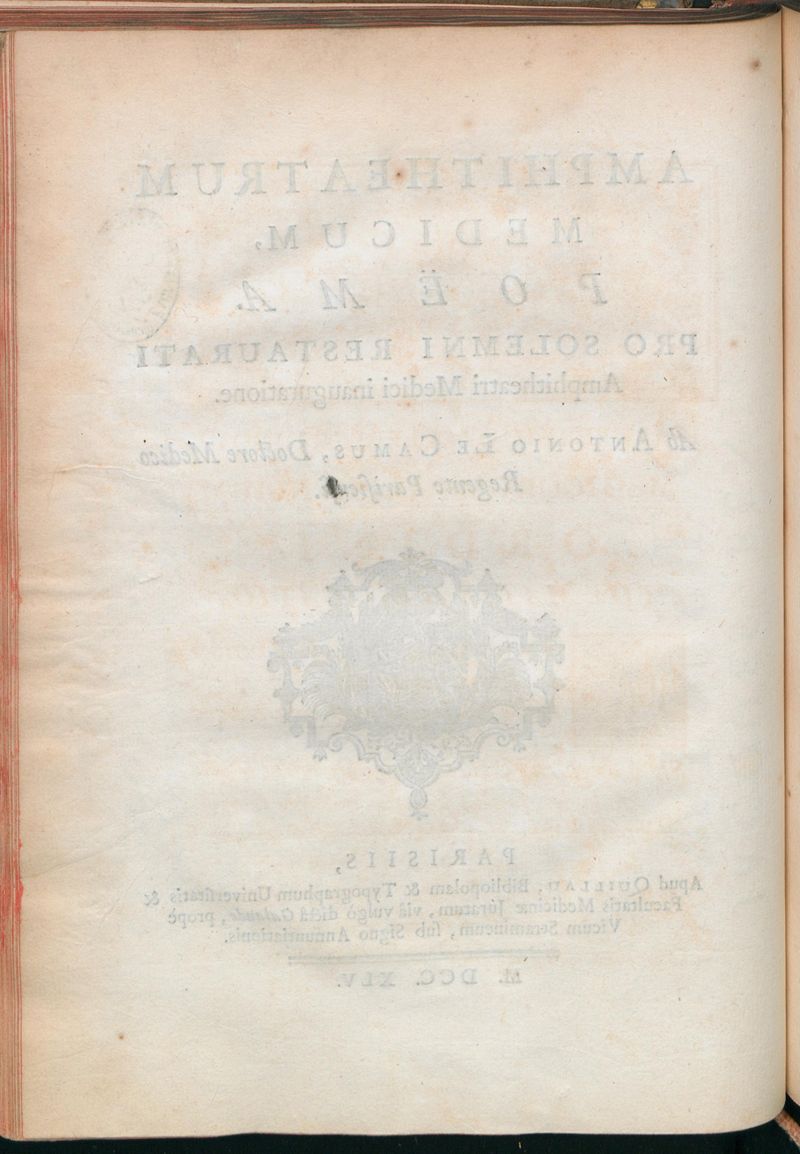 AMPHITHEATRUM
MEDICUM,
POËMA.
PRO SOLEMNI RESTAURATI
Amphitheatri Medici inauguratione.
Ab ANTONIO LE CAMUS, Doctore Medico
Regente Parisiensi.
PARISIIS,
Apud QUILLAU, Bibliopolam & Typographum Universitatis &
Facultatis Medicinæ Juratum, viâ vulgò dictâ Galande, propè
Vicum Stramineum, sub Signo Annuntiationis.
M. DCC. XLV.